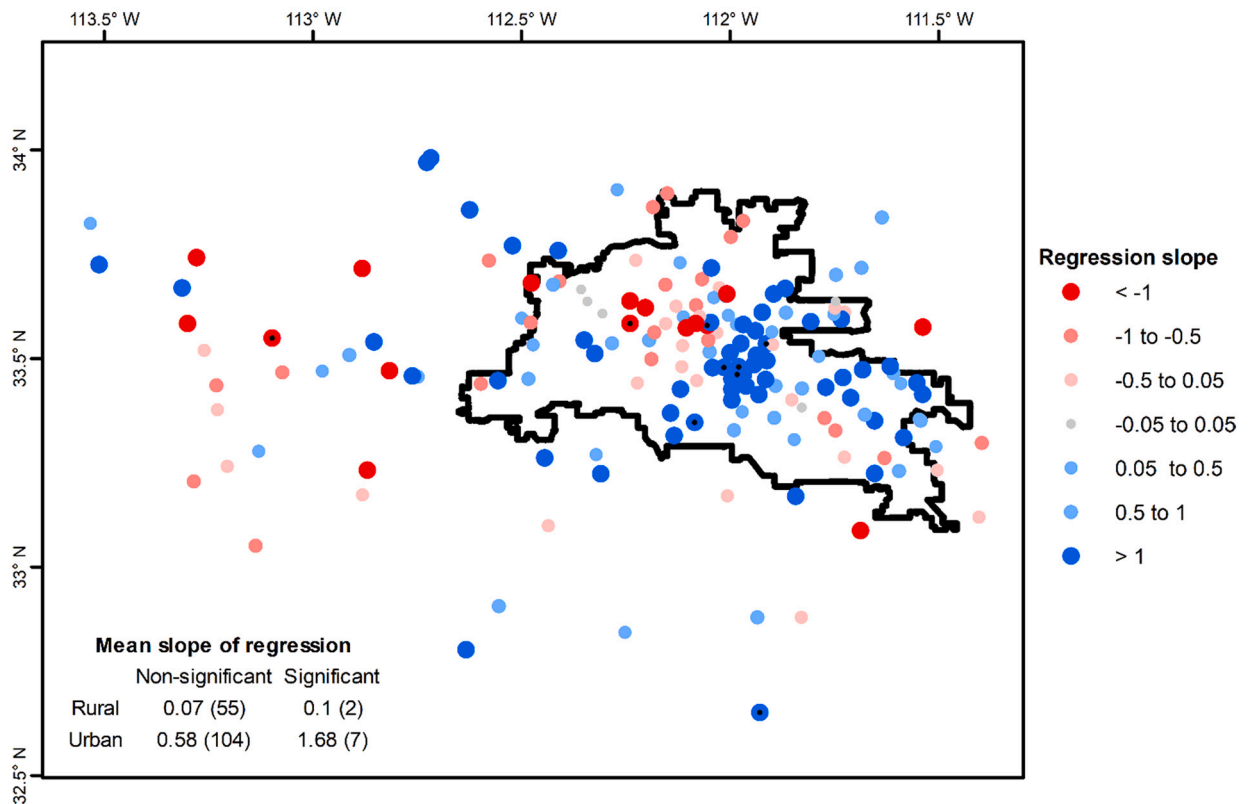 113.5° W 113° W 112.5° W 112° W 111.5° W
34° N
33.5° N
33° N
32.5° N
Regression slope
< -1
-1 to -0.5
-0.5 to 0.05
-0.05 to 0.05
0.05 to 0.5
0.5 to 1
> 1
Mean slope of regression
Non-significant Significant
Rural 0.07 (55) 0.1 (2)
Urban 0.58 (104) 1.68 (7)